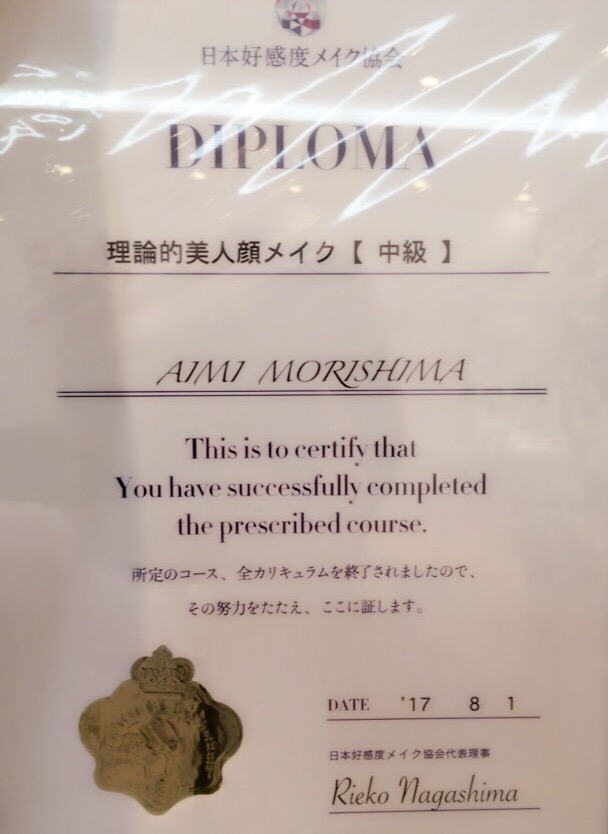 日本好感度メイク協会
DIPLOMA
理論的美人顔メイク【 中級 】
AIMI MORISHIMA
This is to certify that
You have successfully completed
the prescribed course.
所定のコース、全カリキュラムを終了されましたので、
その努力をたたえ、ここに証します。
DATE '17 8 1
日本好感度メイク協会代表理事
Rieko Nagashima